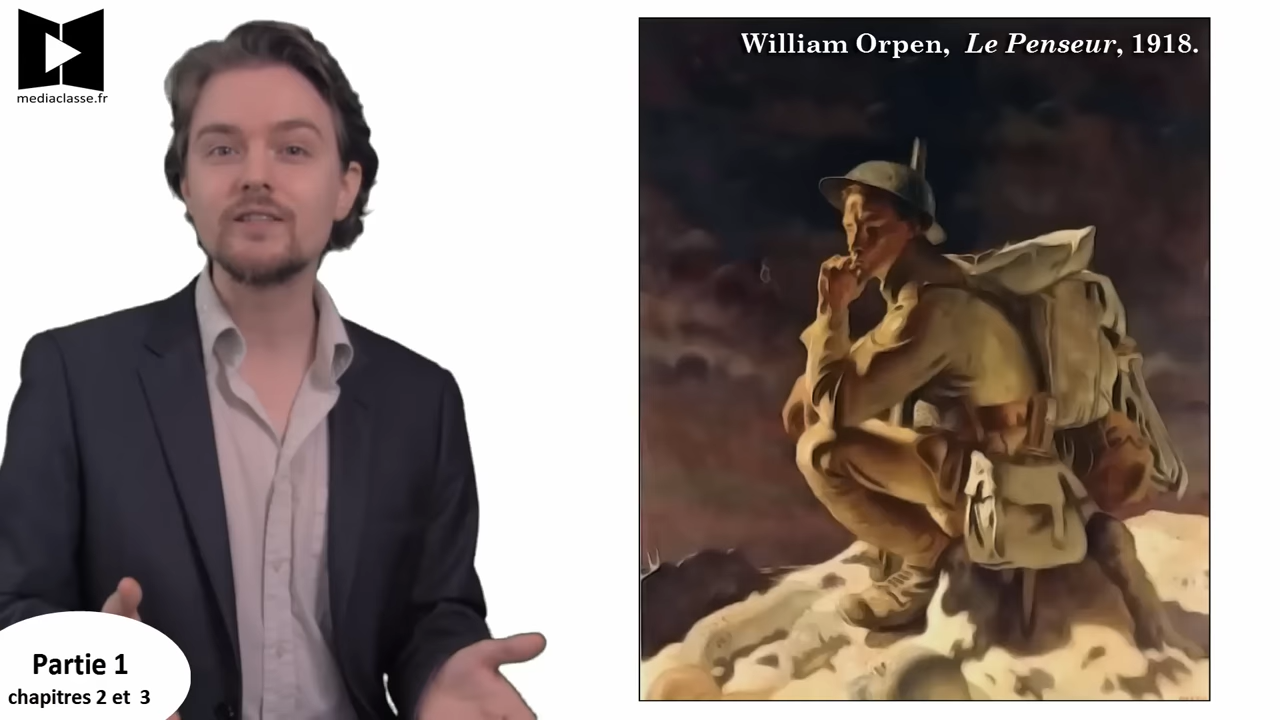 mediaclasse.fr
William Orpen, Le Penseur, 1918.
Partie 1
chapitres 2 et 3